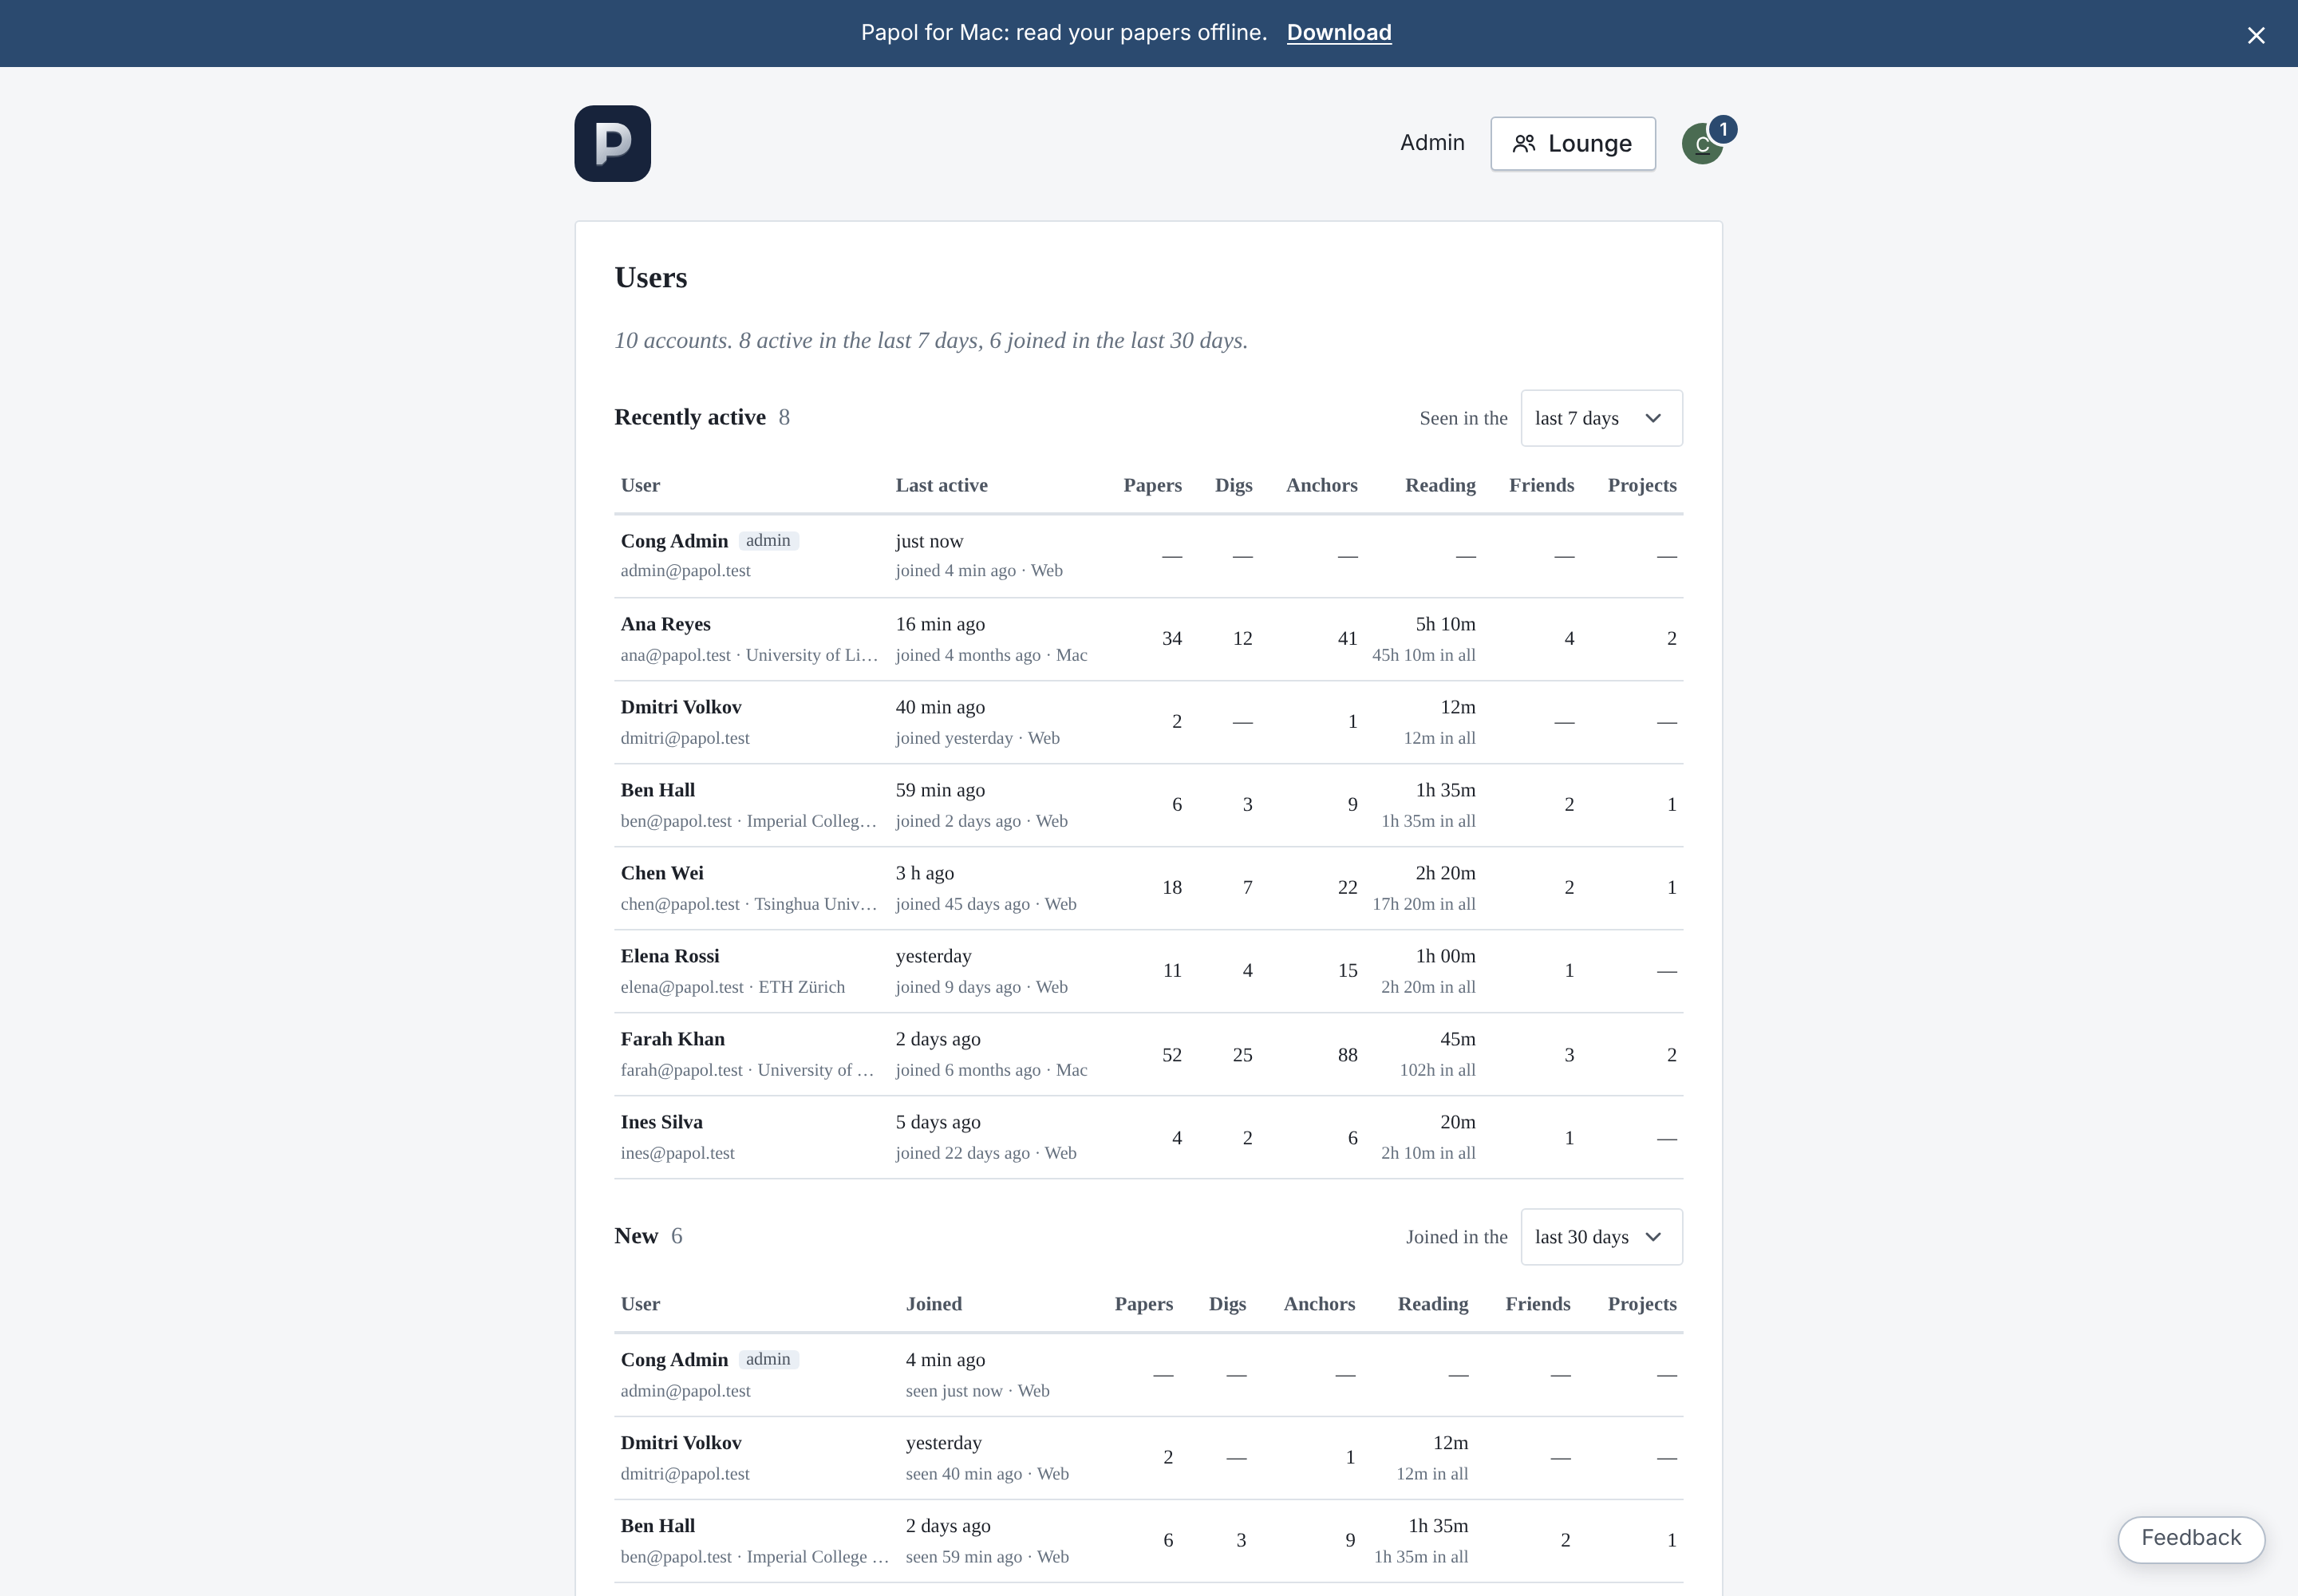 Papol for Mac: read your papers offline. Download
P
Admin Lounge C 1
Users
10 accounts. 8 active in the last 7 days, 6 joined in the last 30 days.
Recently active 8 Seen in the last 7 days
User Last active Papers Digs Anchors Reading Friends Projects
Cong Admin admin just now — — — — — —
admin@papol.test joined 4 min ago · Web
Ana Reyes 16 min ago 34 12 41 5h 10m 4 2
ana@papol.test · University of Li… joined 4 months ago · Mac 45h 10m in all
Dmitri Volkov 40 min ago 2 — 1 12m — —
dmitri@papol.test joined yesterday · Web 12m in all
Ben Hall 59 min ago 6 3 9 1h 35m 2 1
ben@papol.test · Imperial Colleg… joined 2 days ago · Web 1h 35m in all
Chen Wei 3 h ago 18 7 22 2h 20m 2 1
chen@papol.test · Tsinghua Univ… joined 45 days ago · Web 17h 20m in all
Elena Rossi yesterday 11 4 15 1h 00m 1 —
elena@papol.test · ETH Zürich joined 9 days ago · Web 2h 20m in all
Farah Khan 2 days ago 52 25 88 45m 3 2
farah@papol.test · University of … joined 6 months ago · Mac 102h in all
Ines Silva 5 days ago 4 2 6 20m 1 —
ines@papol.test joined 22 days ago · Web 2h 10m in all
New 6 Joined in the last 30 days
User Joined Papers Digs Anchors Reading Friends Projects
Cong Admin admin 4 min ago — — — — — —
admin@papol.test seen just now · Web
Dmitri Volkov yesterday 2 — 1 12m — —
dmitri@papol.test seen 40 min ago · Web 12m in all
Ben Hall 2 days ago 6 3 9 1h 35m 2 1
ben@papol.test · Imperial College … seen 59 min ago · Web 1h 35m in all
Feedback